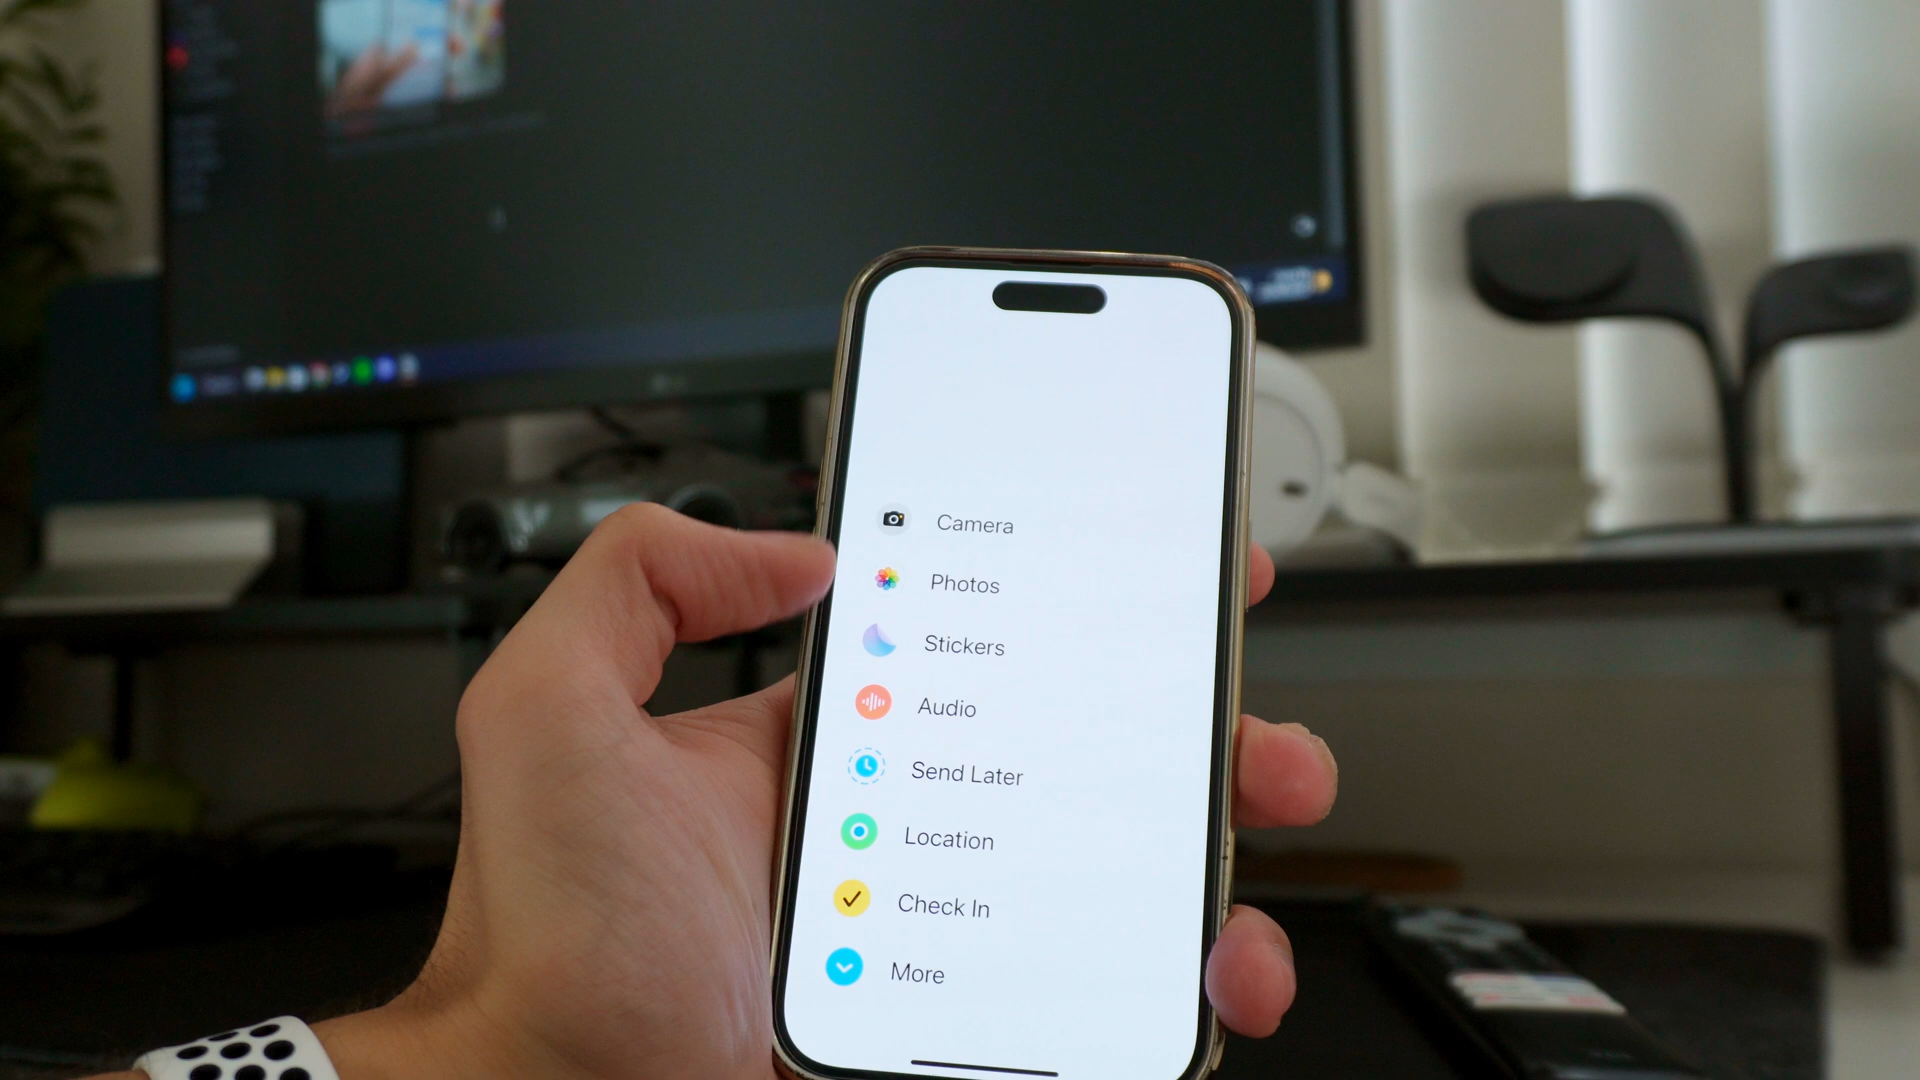 Camera
Photos
Stickers
Audio
Send Later
Location
Check In
More